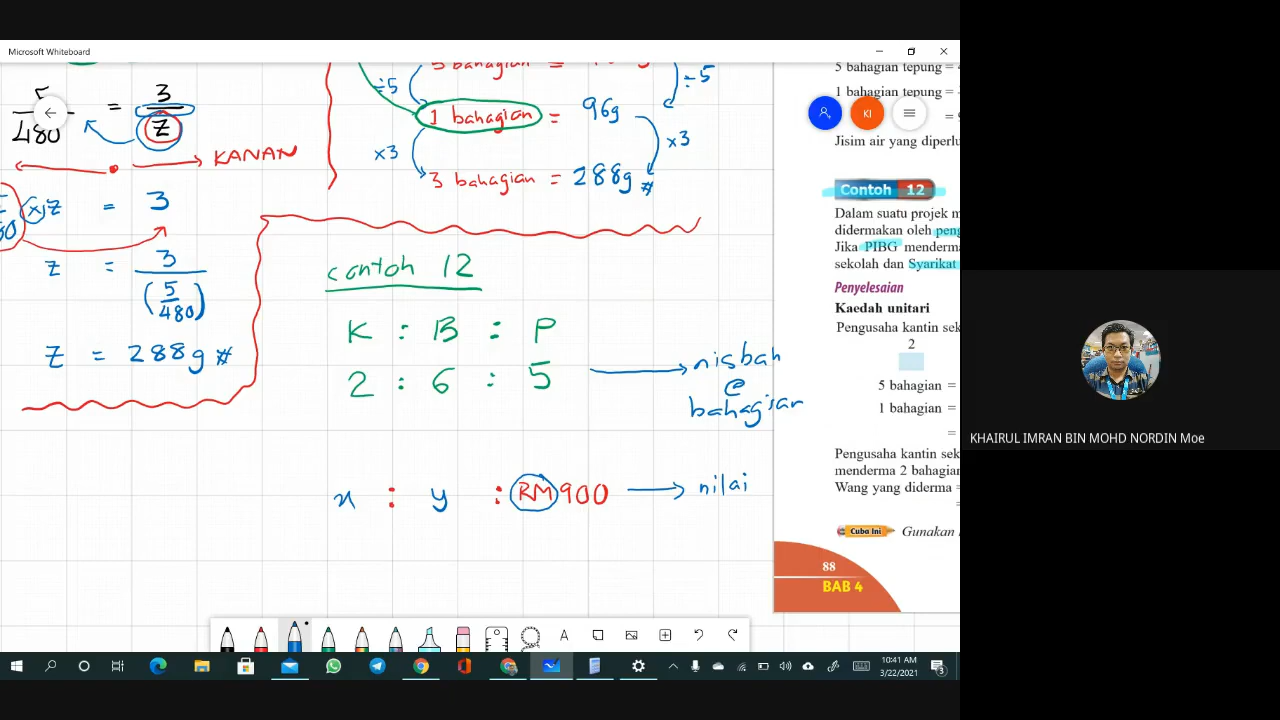 Microsoft Whiteboard
480 = 3
Z
KANAN
÷5
÷5
1 bahagian = 96g
x3
x3
3 bahagian = 288g #
x Z = 3
Z = 3
(5/480)
Z = 288g #
contoh 12
K : B : P
2 : 6 : 5
nisbah
@
bahagian
x : y : RM900
nilai
5 bahagian tepung =
1 bahagian tepung =
=
Jisim air yang diperlu
Contoh 12
Dalam suatu projek m
didermakan oleh peng
Jika PIBG menderma
sekolah dan Syarikat
Penyelesaian
Kaedah unitari
Pengusaha kantin sek
2
5 bahagian =
1 bahagian =
=
Pengusaha kantin sek
menderma 2 bahagian
Wang yang diderma =
=
Cuba Ini
Gunakan
88
BAB 4
KI
KHAIRUL IMRAN BIN MOHD NORDIN Moe
A
10:41 AM
3/22/2021